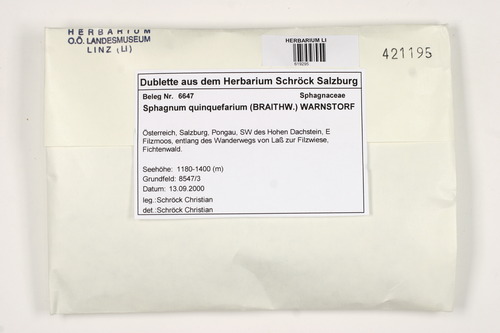 HERBARIUM
O.Ö. LANDESMUSEUM
LINZ (LI)
HERBARIUM LI
421195
Dublette aus dem Herbarium Schröck Salzburg
Beleg Nr. 6647 Sphagnaceae
Sphagnum quinquefarium (BRAITHW.) WARNSTORF
Österreich, Salzburg, Pongau, SW des Hohen Dachstein, E
Filzmoos, entlang des Wanderwegs von Laß zur Filzwiese,
Fichtenwald.
Seehöhe: 1180-1400 (m)
Grundfeld: 8547/3
Datum: 13.09.2000
leg.:Schröck Christian
det.:Schröck Christian